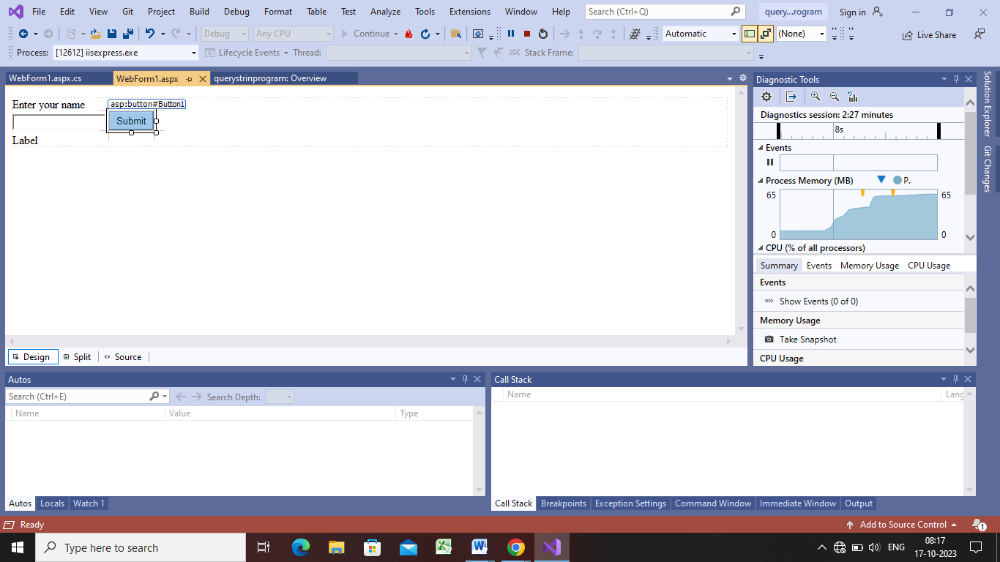 File Edit View Git Project Build Debug Format Table Test Analyze Tools Extensions Window Help Search (Ctrl+Q) query...rogram Sign in
Debug Any CPU Continue Automatic (None) Live Share
Process: [12612] iisexpress.exe Lifecycle Events Thread: Stack Frame:
WebForm1.aspx.cs WebForm1.aspx querystrinprogram: Overview
Enter your name
asp:button#Button1
Submit
Label
Design Split Source
Diagnostic Tools
Diagnostics session: 2:27 minutes
8s
Events
Process Memory (MB) P..
65 65
0 0
CPU (% of all processors)
Summary Events Memory Usage CPU Usage
Events
Show Events (0 of 0)
Memory Usage
Take Snapshot
CPU Usage
Solution Explorer
Git Changes
Autos
Search (Ctrl+E) Search Depth:
Name Value Type
Autos Locals Watch 1
Call Stack
Name Lang
Call Stack Breakpoints Exception Settings Command Window Immediate Window Output
Ready Add to Source Control 1
Type here to search ENG 08:17
17-10-2023